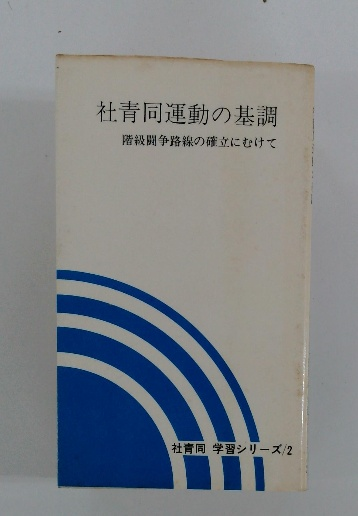 社青同運動の基調
階級闘争路線の確立にむけて
社青同 学習シリーズ/2